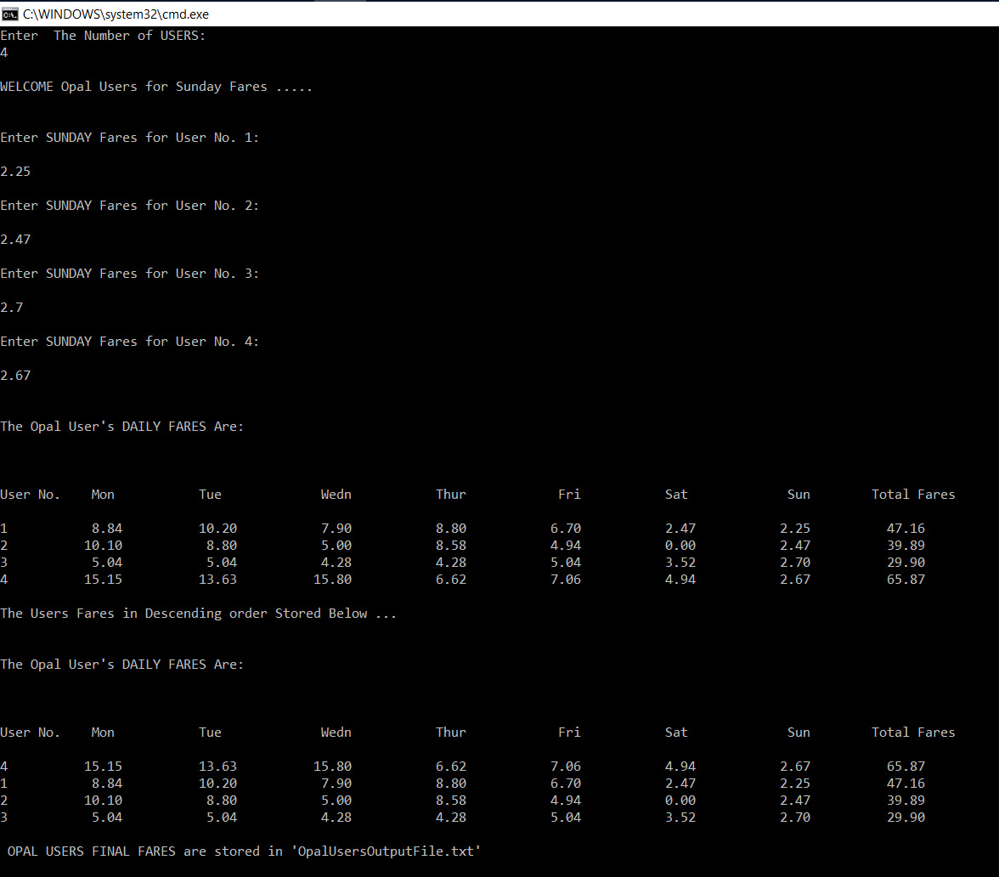 C:\WINDOWS\system32\cmd.exe
Enter  The Number of USERS:
4
WELCOME Opal Users for Sunday Fares .....
Enter SUNDAY Fares for User No. 1:
2.25
Enter SUNDAY Fares for User No. 2:
2.47
Enter SUNDAY Fares for User No. 3:
2.7
Enter SUNDAY Fares for User No. 4:
2.67
The Opal User's DAILY FARES Are:
User No.    Mon           Tue             Wedn           Thur            Fri           Sat             Sun        Total Fares
1           8.84          10.20          7.90           8.80           6.70           2.47           2.25          47.16
2          10.10           8.80          5.00           8.58           4.94           0.00           2.47          39.89
3           5.04           5.04          4.28           4.28           5.04           3.52           2.70          29.90
4          15.15          13.63         15.80           6.62           7.06           4.94           2.67          65.87
The Users Fares in Descending order Stored Below ...
The Opal User's DAILY FARES Are:
User No.    Mon           Tue             Wedn           Thur            Fri           Sat             Sun        Total Fares
4          15.15          13.63         15.80           6.62           7.06           4.94           2.67          65.87
1           8.84          10.20          7.90           8.80           6.70           2.47           2.25          47.16
2          10.10           8.80          5.00           8.58           4.94           0.00           2.47          39.89
3           5.04           5.04          4.28           4.28           5.04           3.52           2.70          29.90
OPAL USERS FINAL FARES are stored in 'OpalUsersOutputFile.txt'